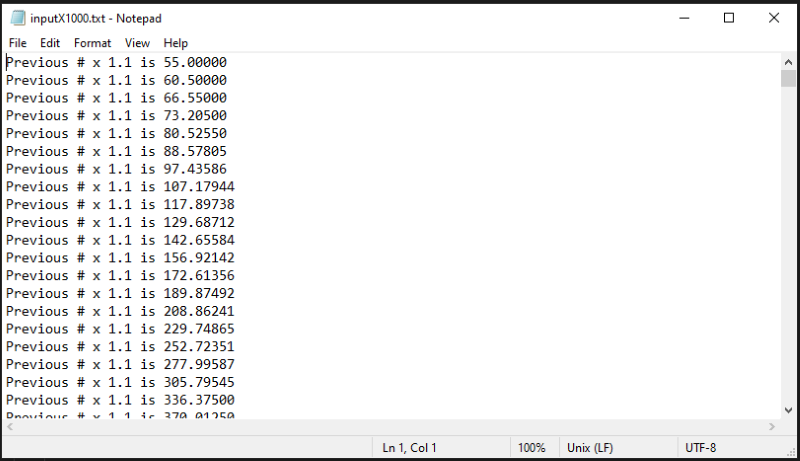 inputX1000.txt - Notepad
File Edit Format View Help
Previous # x 1.1 is 55.00000
Previous # x 1.1 is 60.50000
Previous # x 1.1 is 66.55000
Previous # x 1.1 is 73.20500
Previous # x 1.1 is 80.52550
Previous # x 1.1 is 88.57805
Previous # x 1.1 is 97.43586
Previous # x 1.1 is 107.17944
Previous # x 1.1 is 117.89738
Previous # x 1.1 is 129.68712
Previous # x 1.1 is 142.65584
Previous # x 1.1 is 156.92142
Previous # x 1.1 is 172.61356
Previous # x 1.1 is 189.87492
Previous # x 1.1 is 208.86241
Previous # x 1.1 is 229.74865
Previous # x 1.1 is 252.72351
Previous # x 1.1 is 277.99587
Previous # x 1.1 is 305.79545
Previous # x 1.1 is 336.37500
Previous # x 1.1 is 370.01250
Ln 1, Col 1 100% Unix (LF) UTF-8